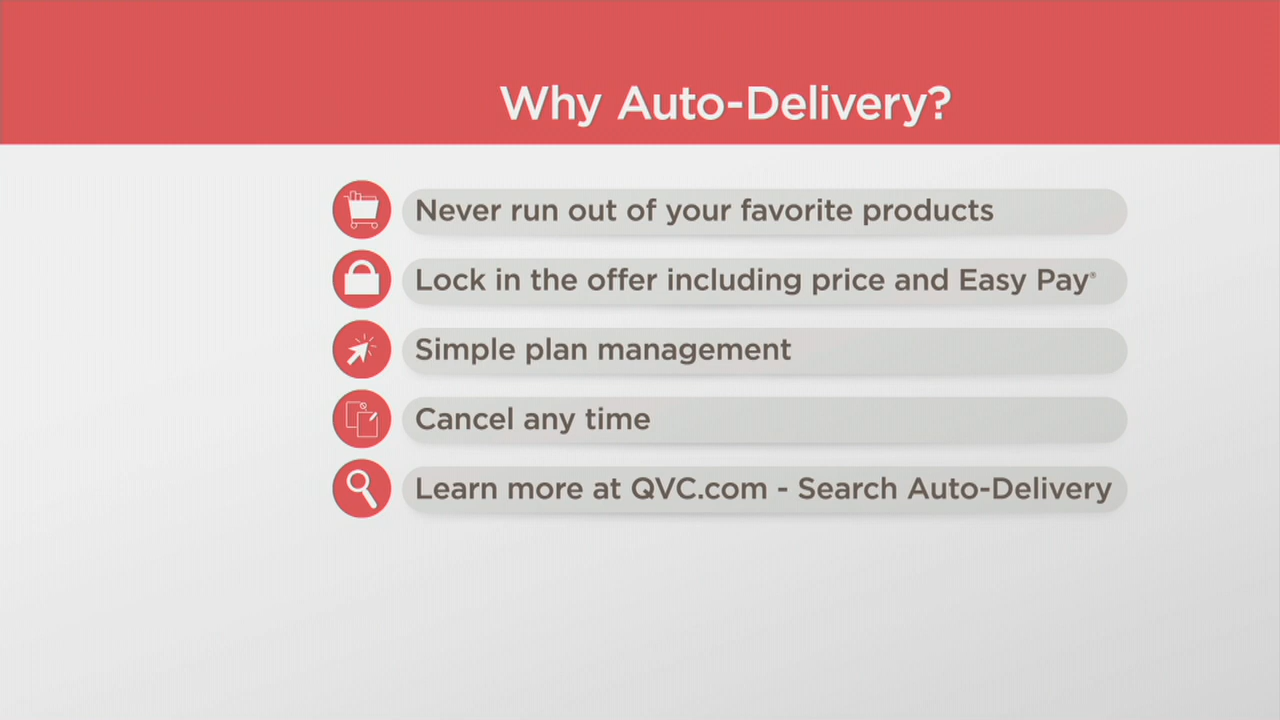 Why Auto-Delivery?
Never run out of your favorite products
Lock in the offer including price and Easy Pay®
Simple plan management
Cancel any time
Learn more at QVC.com - Search Auto-Delivery